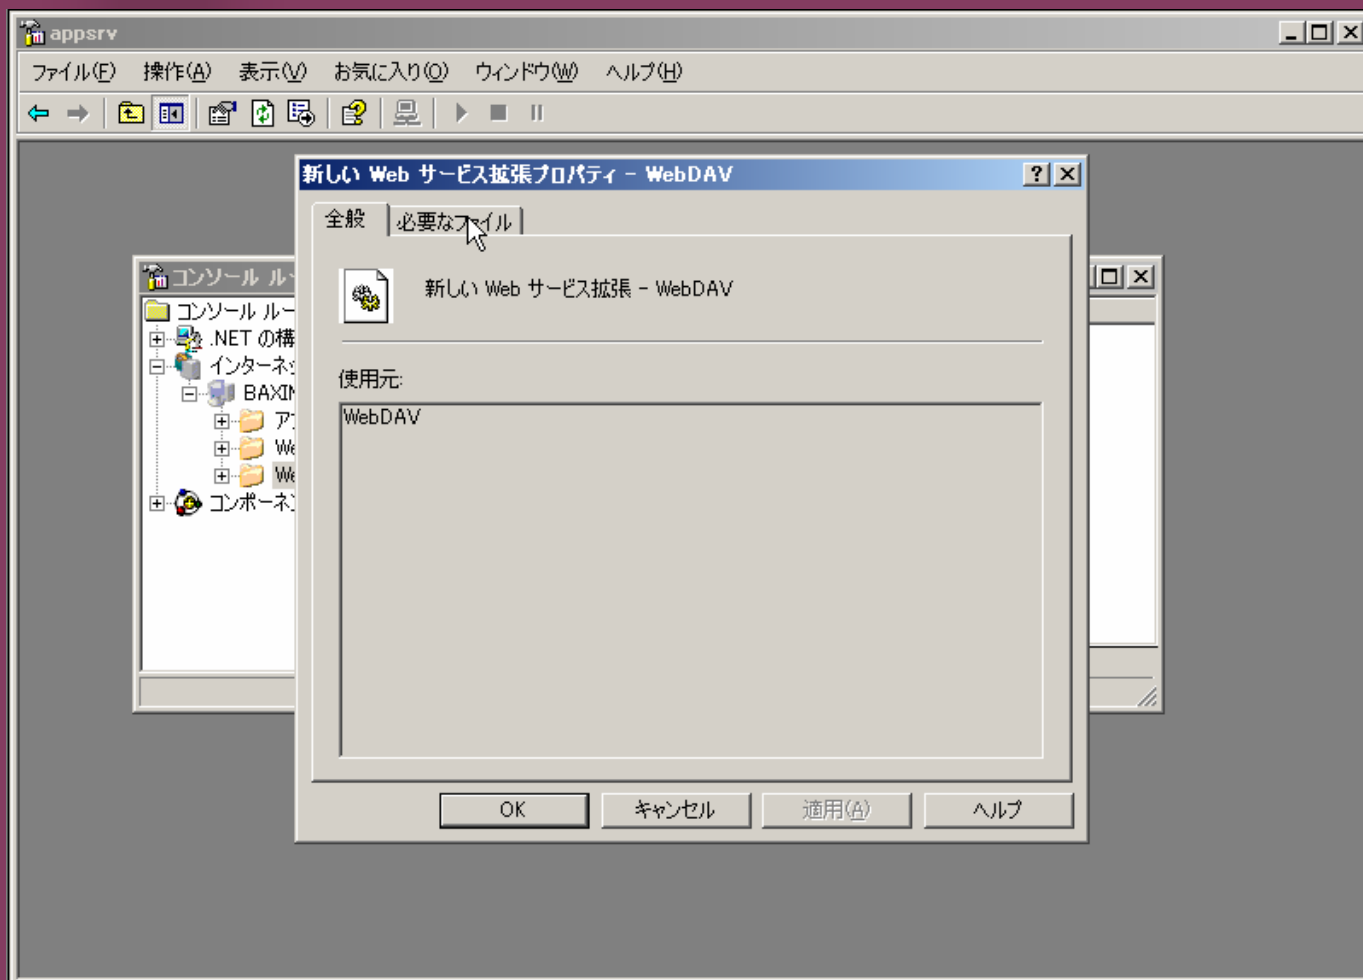 appsrv
ファイル(F) 操作(A) 表示(V) お気に入り(O) ウィンドウ(W) ヘルプ(H)
新しい Web サービス拡張プロパティ - WebDAV
全般 必要なファイル
新しい Web サービス拡張 - WebDAV
使用元:
WebDAV
OK キャンセル 適用(A) ヘルプ
コンソール ル
コンソール ルー
.NET の構
インターネッ
BAXIN
ア
We
We
コンポーネン